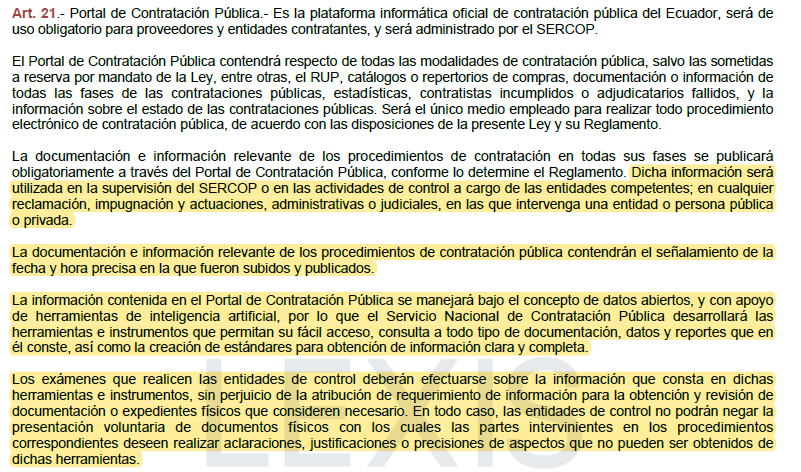 Art. 21.- Portal de Contratación Pública.- Es la plataforma informática oficial de contratación pública del Ecuador, será de
uso obligatorio para proveedores y entidades contratantes, y será administrado por el SERCOP.
El Portal de Contratación Pública contendrá respecto de todas las modalidades de contratación pública, salvo las sometidas
a reserva por mandato de la Ley, entre otras, el RUP, catálogos o repertorios de compras, documentación o información de
todas las fases de las contrataciones públicas, estadísticas, contratistas incumplidos o adjudicatarios fallidos, y la
información sobre el estado de las contrataciones públicas. Será el único medio empleado para realizar todo procedimiento
electrónico de contratación pública, de acuerdo con las disposiciones de la presente Ley y su Reglamento.
La documentación e información relevante de los procedimientos de contratación en todas sus fases se publicará
obligatoriamente a través del Portal de Contratación Pública, conforme lo determine el Reglamento. Dicha información será
utilizada en la supervisión del SERCOP o en las actividades de control a cargo de las entidades competentes; en cualquier
reclamación, impugnación y actuaciones, administrativas o judiciales, en las que intervenga una entidad o persona pública
o privada.
La documentación e información relevante de los procedimientos de contratación pública contendrán el señalamiento de la
fecha y hora precisa en la que fueron subidos y publicados.
La información contenida en el Portal de Contratación Pública se manejará bajo el concepto de datos abiertos, y con apoyo
de herramientas de inteligencia artificial, por lo que el Servicio Nacional de Contratación Pública desarrollará las
herramientas e instrumentos que permitan su fácil acceso, consulta a todo tipo de documentación, datos y reportes que en
él conste, así como la creación de estándares para obtención de información clara y completa.
Los exámenes que realicen las entidades de control deberán efectuarse sobre la información que consta en dichas
herramientas e instrumentos, sin perjuicio de la atribución de requerimiento de información para la obtención y revisión de
documentación o expedientes físicos que consideren necesario. En todo caso, las entidades de control no podrán negar la
presentación voluntaria de documentos físicos con los cuales las partes intervinientes en los procedimientos
correspondientes deseen realizar aclaraciones, justificaciones o precisiones de aspectos que no pueden ser obtenidos de
dichas herramientas.
LEXIS